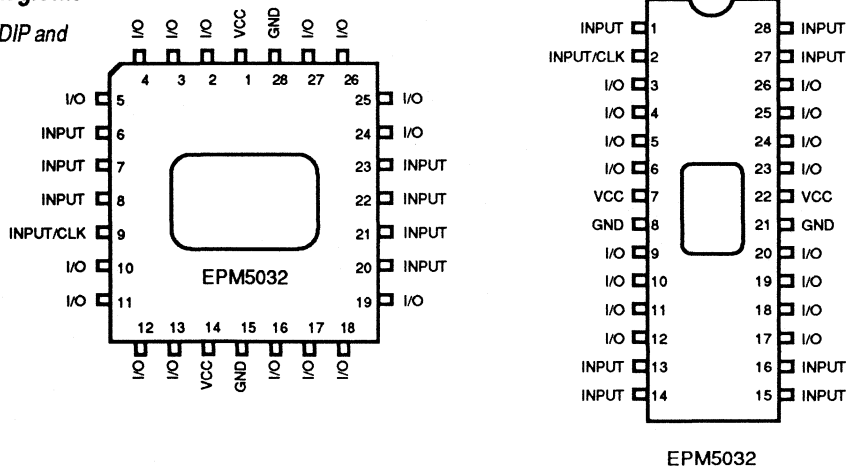 DIP and
I/O I/O I/O VCC GND I/O I/O
4 3 2 1 28 27 26
I/O 5 25 I/O
INPUT 6 24 I/O
INPUT 7 23 INPUT
INPUT 8 22 INPUT
INPUT/CLK 9 21 INPUT
I/O 10 20 INPUT
EPM5032
I/O 11 19 I/O
12 13 14 15 16 17 18
I/O I/O VCC GND I/O I/O I/O
INPUT 1 28 INPUT
INPUT/CLK 2 27 INPUT
I/O 3 26 I/O
I/O 4 25 I/O
I/O 5 24 I/O
I/O 6 23 I/O
VCC 7 22 VCC
GND 8 21 GND
I/O 9 20 I/O
I/O 10 19 I/O
I/O 11 18 I/O
I/O 12 17 I/O
INPUT 13 16 INPUT
INPUT 14 15 INPUT
EPM5032